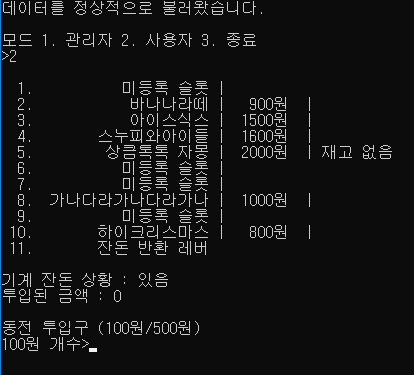 데이터를 정상적으로 불러왔습니다.
모드 1. 관리자 2. 사용자 3. 종료
>2
1. 미등록 슬롯 |
2. 바나나라떼 | 900원 |
3. 아이스식스 | 1500원 |
4. 스누피와아이들 | 1600원 |
5. 상큼톡톡 자몽 | 2000원 | 재고 없음
6. 미등록 슬롯 |
7. 미등록 슬롯 |
8. 가나다라가나다라가나 | 1000원 |
9. 미등록 슬롯 |
10. 하이크리스마스 | 800원 |
11. 잔돈 반환 레버
기계 잔돈 상황 : 있음
투입된 금액 : 0
동전 투입구 (100원/500원)
100원 개수>